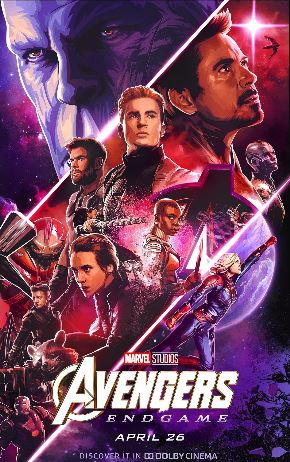 MARVEL STUDIOS
AVENGERS
ENDGAME
APRIL 26
DISCOVER IT IN DOLBY CINEMA